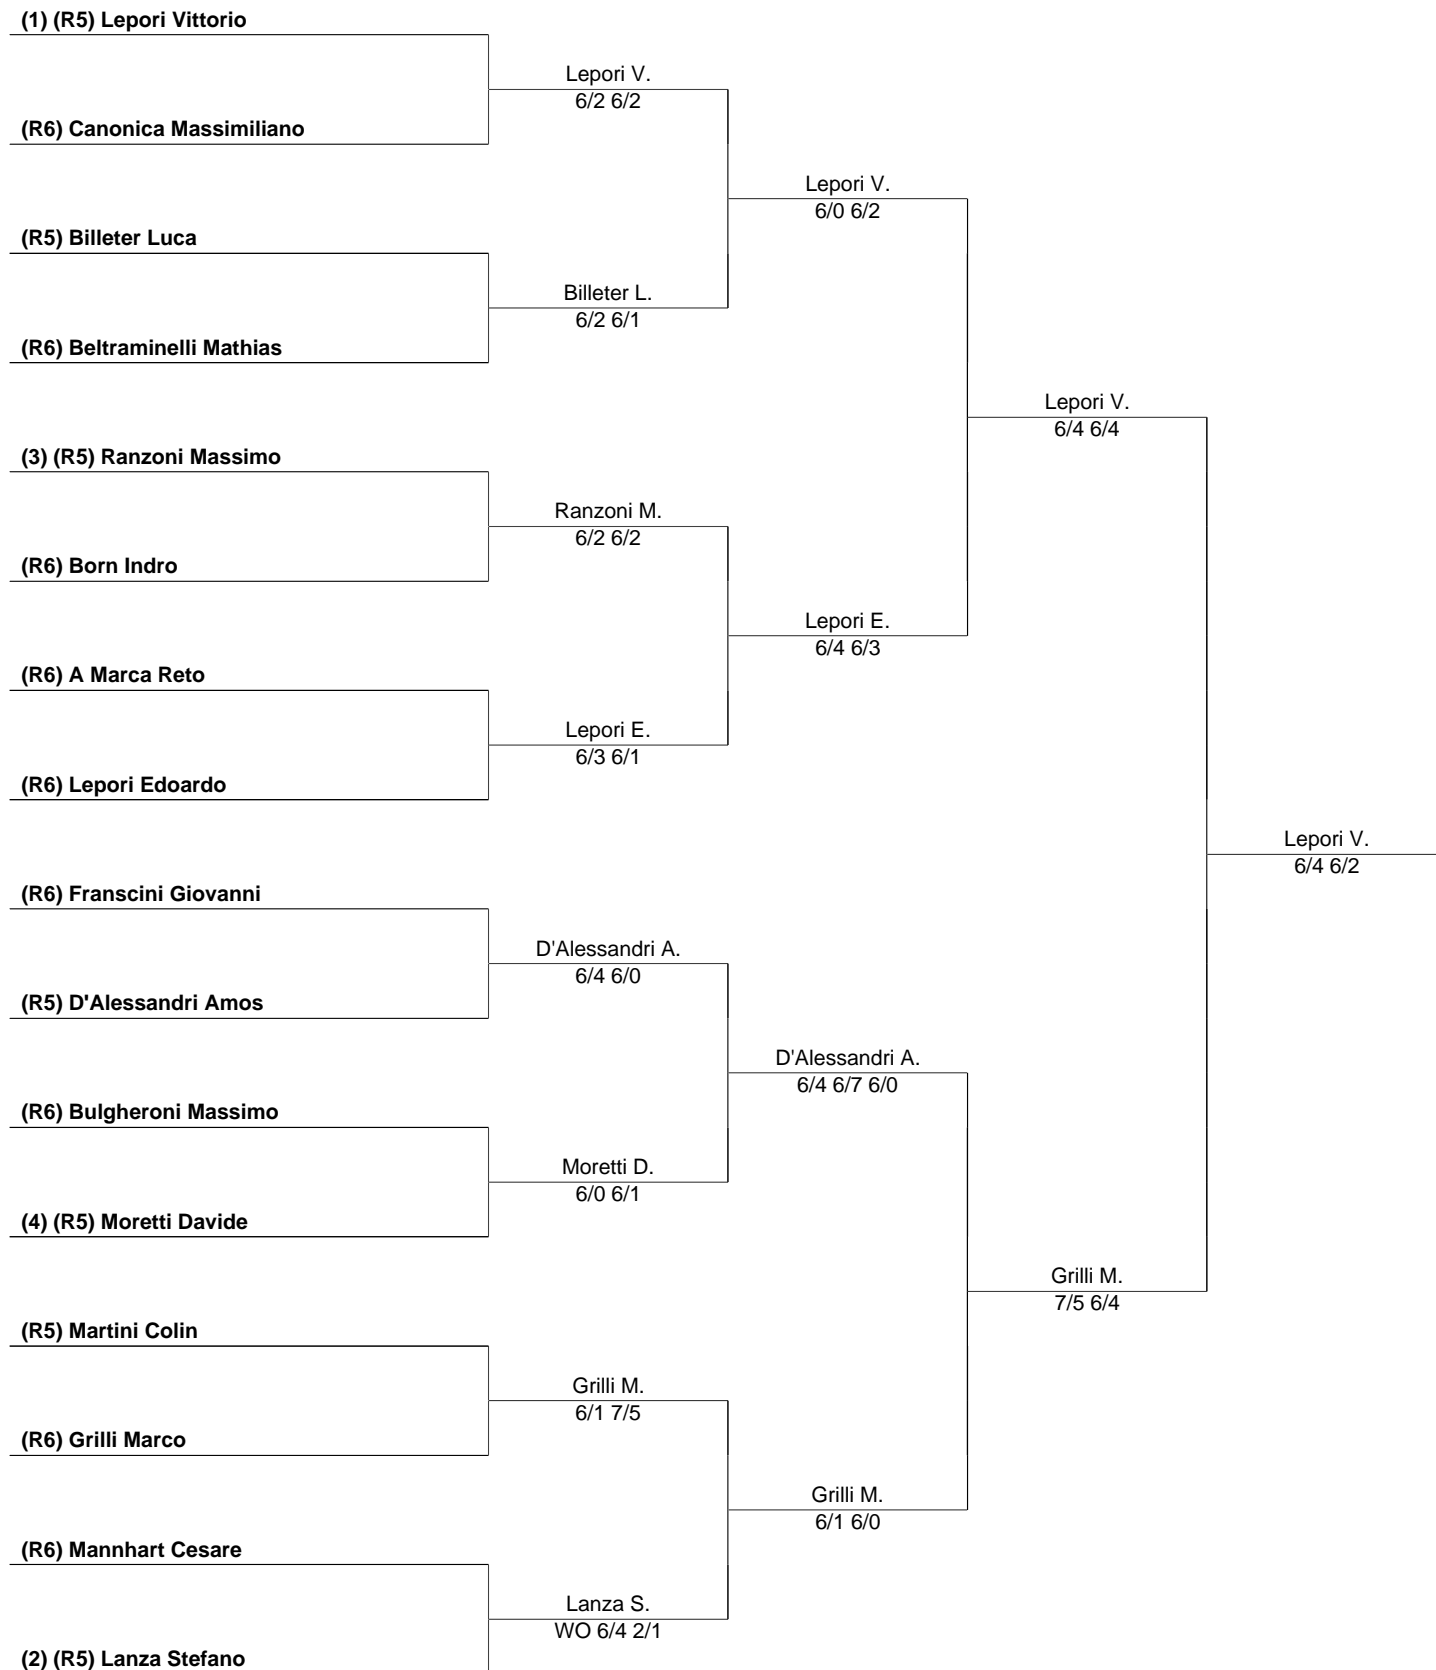 (1) (R5) Lepori Vittorio
Lepori V.
6/2 6/2
(R6) Canonica Massimiliano
Lepori V.
6/0 6/2
(R5) Billeter Luca
Billeter L.
6/2 6/1
(R6) Beltraminelli Mathias
Lepori V.
6/4 6/4
(3) (R5) Ranzoni Massimo
Ranzoni M.
6/2 6/2
(R6) Born Indro
Lepori E.
6/4 6/3
(R6) A Marca Reto
Lepori E.
6/3 6/1
(R6) Lepori Edoardo
Lepori V.
6/4 6/2
(R6) Franscini Giovanni
D'Alessandri A.
6/4 6/0
(R5) D'Alessandri Amos
D'Alessandri A.
6/4 6/7 6/0
(R6) Bulgheroni Massimo
Moretti D.
6/0 6/1
(4) (R5) Moretti Davide
Grilli M.
7/5 6/4
(R5) Martini Colin
Grilli M.
6/1 7/5
(R6) Grilli Marco
Grilli M.
6/1 6/0
(R6) Mannhart Cesare
Lanza S.
WO 6/4 2/1
(2) (R5) Lanza Stefano